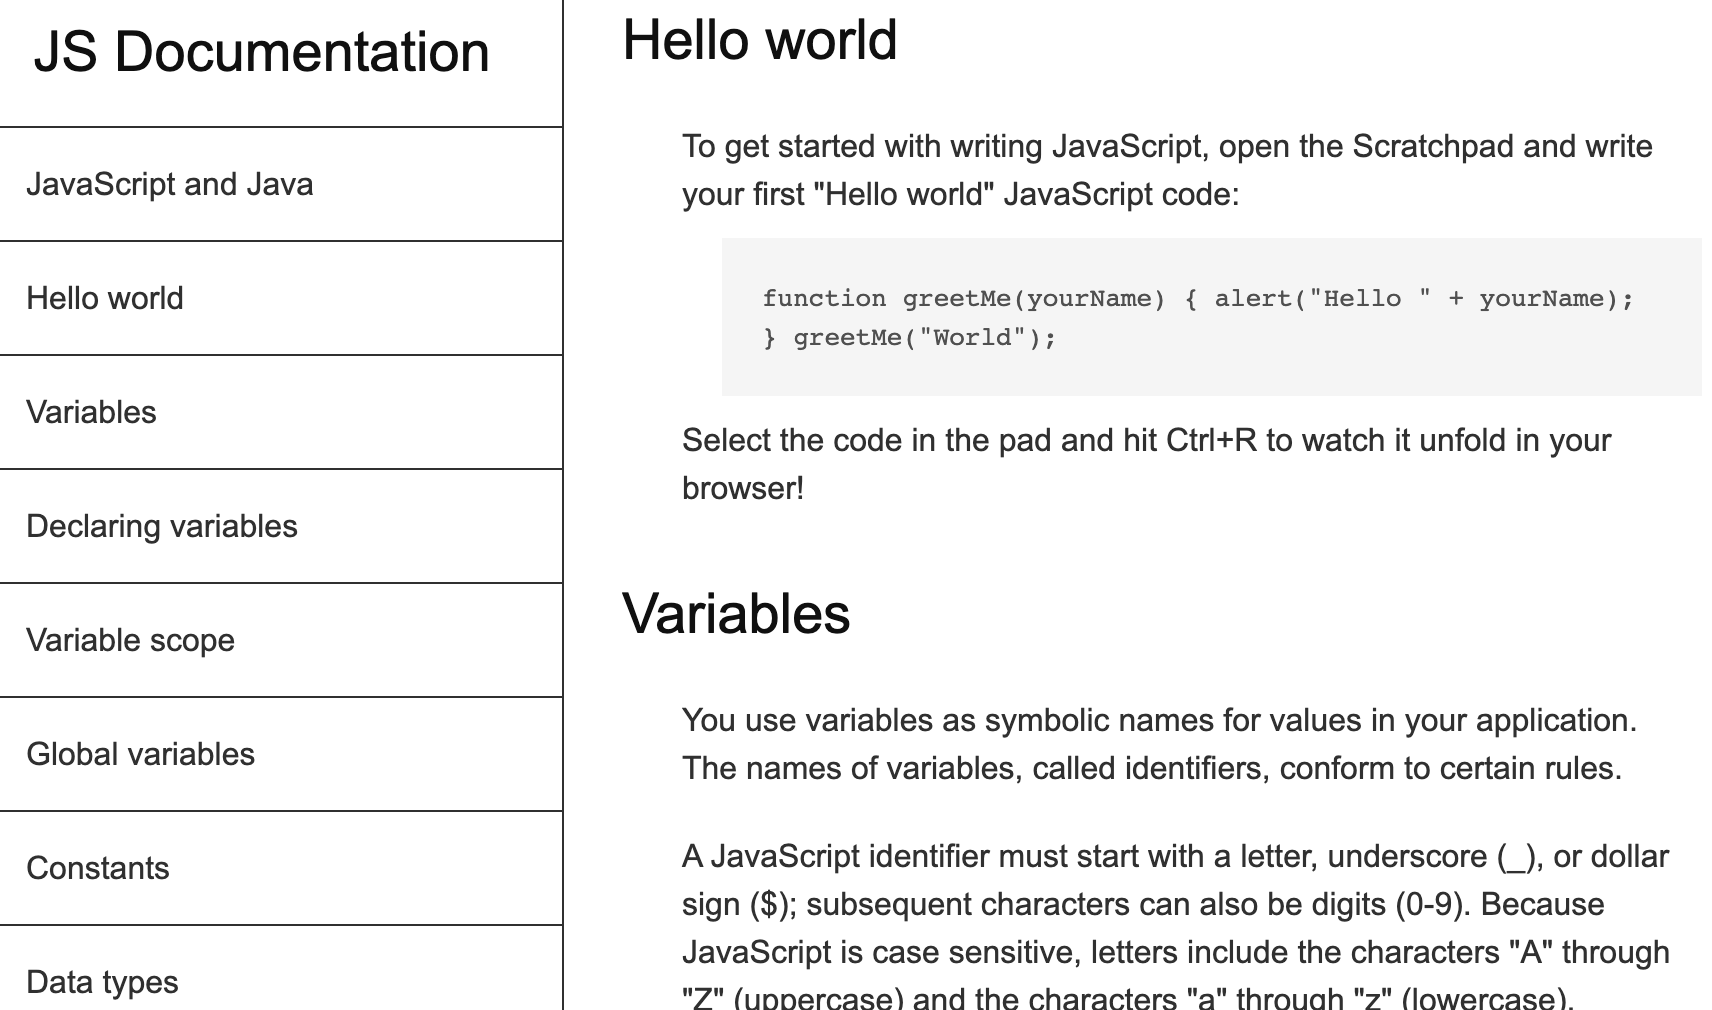 JS Documentation
JavaScript and Java
Hello world
Variables
Declaring variables
Variable scope
Global variables
Constants
Data types
Hello world
To get started with writing JavaScript, open the Scratchpad and write
your first "Hello world" JavaScript code:
function greetMe(yourName) { alert("Hello " + yourName);
} greetMe("World");
Select the code in the pad and hit Ctrl+R to watch it unfold in your
browser!
Variables
You use variables as symbolic names for values in your application.
The names of variables, called identifiers, conform to certain rules.
A JavaScript identifier must start with a letter, underscore (_), or dollar
sign ($); subsequent characters can also be digits (0-9). Because
JavaScript is case sensitive, letters include the characters "A" through
"Z" (uppercase) and the characters "a" through "z" (lowercase).